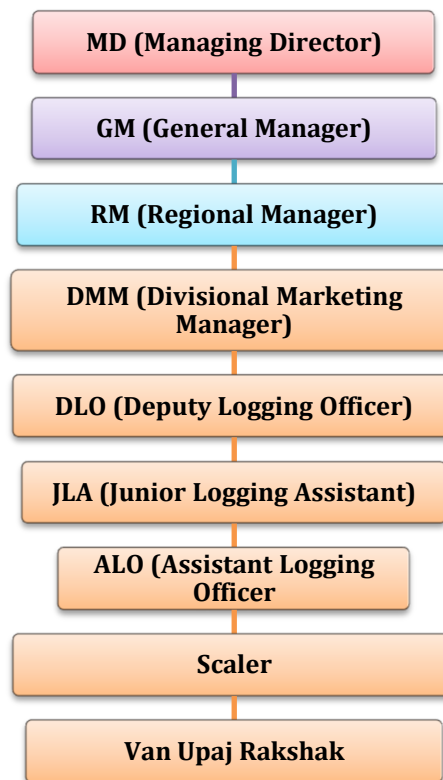 MD (Managing Director)
GM (General Manager)
RM (Regional Manager)
DMM (Divisional Marketing
Manager)
DLO (Deputy Logging Officer)
JLA (Junior Logging Assistant)
ALO (Assistant Logging
Officer
Scaler
Van Upaj Rakshak